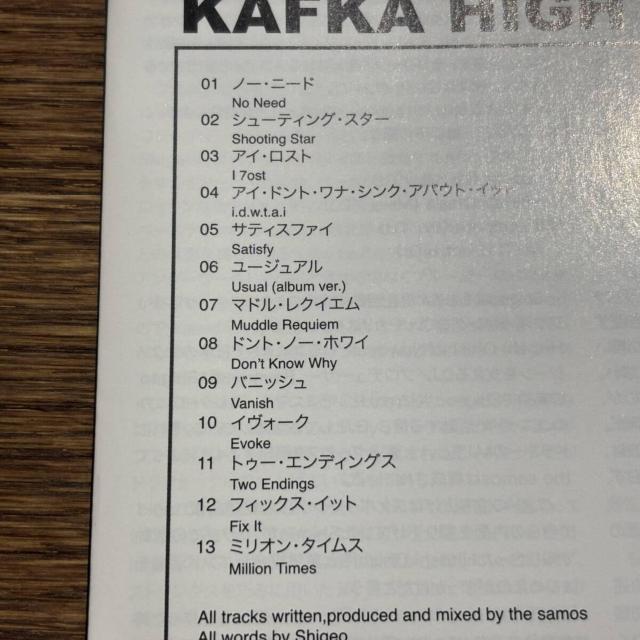 KAFKA HIGH
01 ノー・ニード
No Need
02 シューティング・スター
Shooting Star
03 アイ・ロスト
I 7ost
04 アイ・ドント・ワナ・シンク・アバウト・イット
i.d.w.t.a.i
05 サティスファイ
Satisfy
06 ユージュアル
Usual (album ver.)
07 マドル・レクイエム
Muddle Requiem
08 ドント・ノー・ホワイ
Don't Know Why
09 バニッシュ
Vanish
10 イヴォーク
Evoke
11 トゥー・エンディングス
Two Endings
12 フィックス・イット
Fix It
13 ミリオン・タイムス
Million Times
All tracks written,produced and mixed by the samos
All words by Shigeo